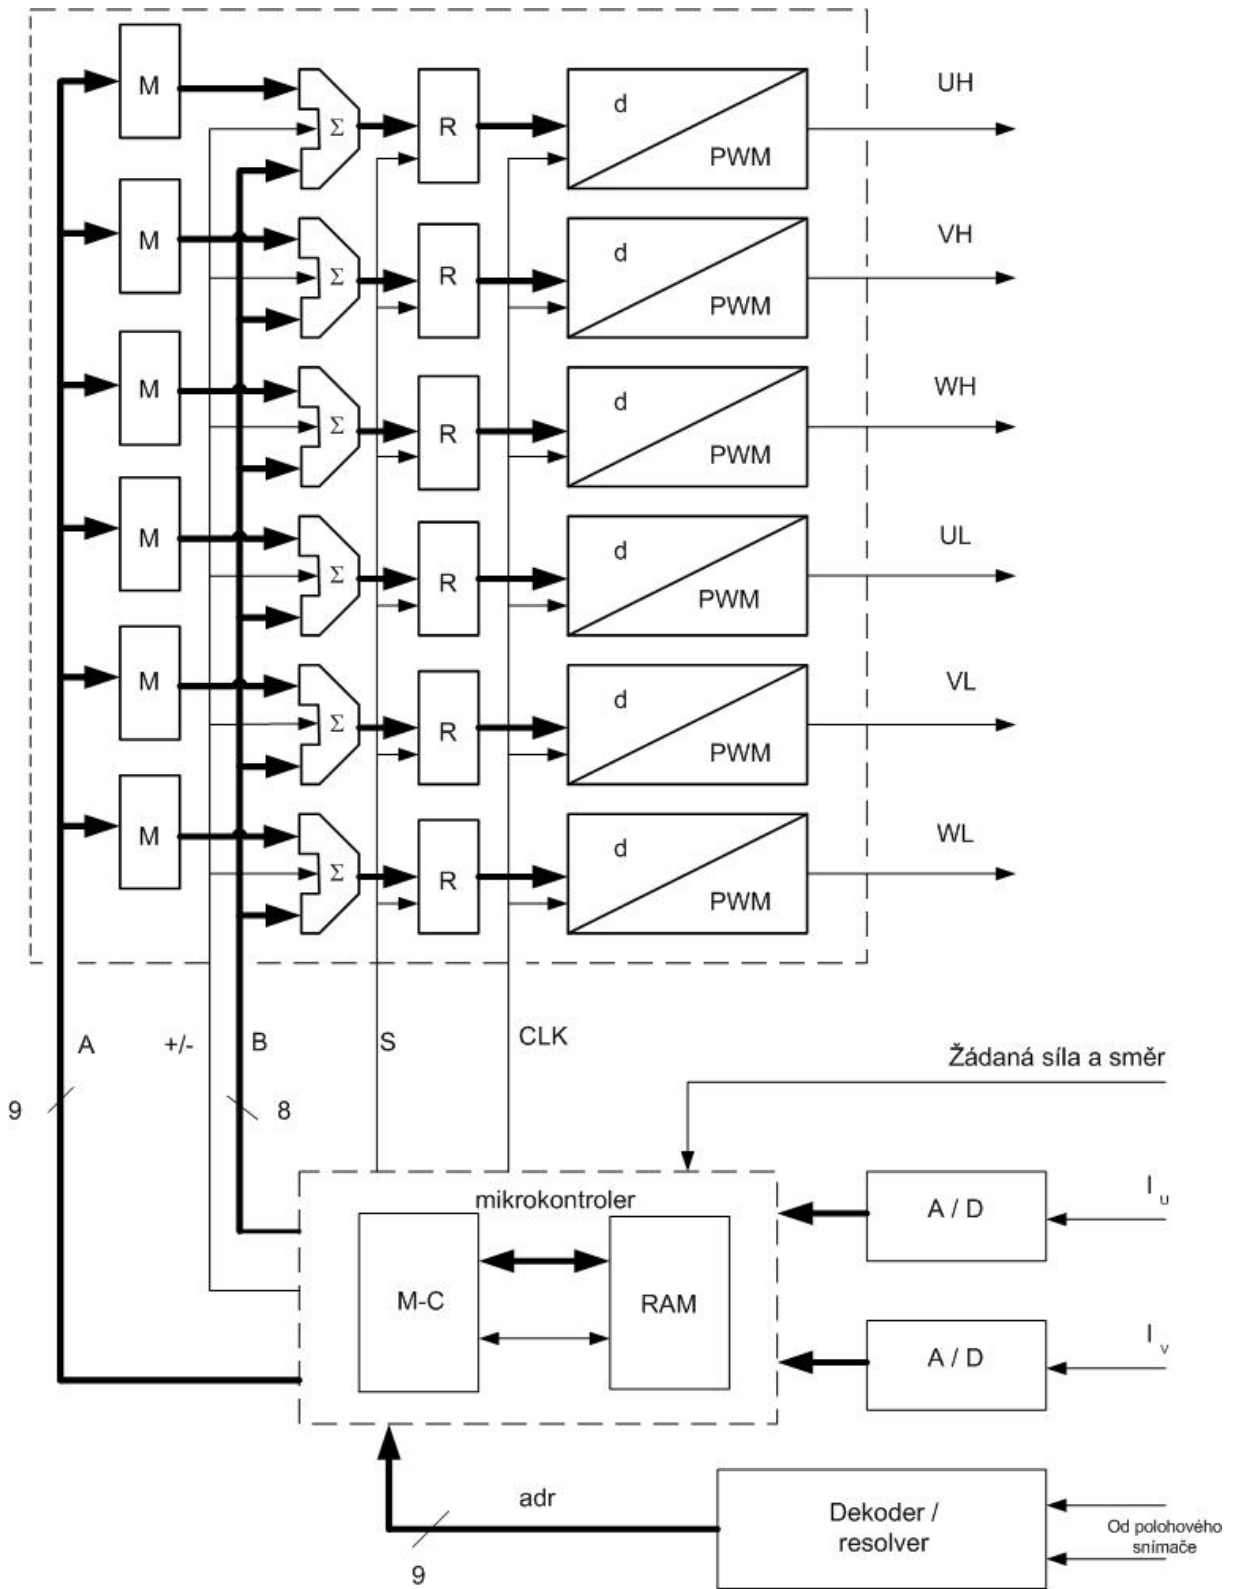 M
Σ
R
d
PWM
UH
M
Σ
R
d
PWM
VH
M
Σ
R
d
PWM
WH
M
Σ
R
d
PWM
UL
M
Σ
R
d
PWM
VL
M
Σ
R
d
PWM
WL
A
+/-
B
S
CLK
9
8
Žádaná síla a směr
mikrokontroler
M-C
RAM
A / D
I U
A / D
I V
adr
9
Dekoder /
resolver
Od polohového
snímače